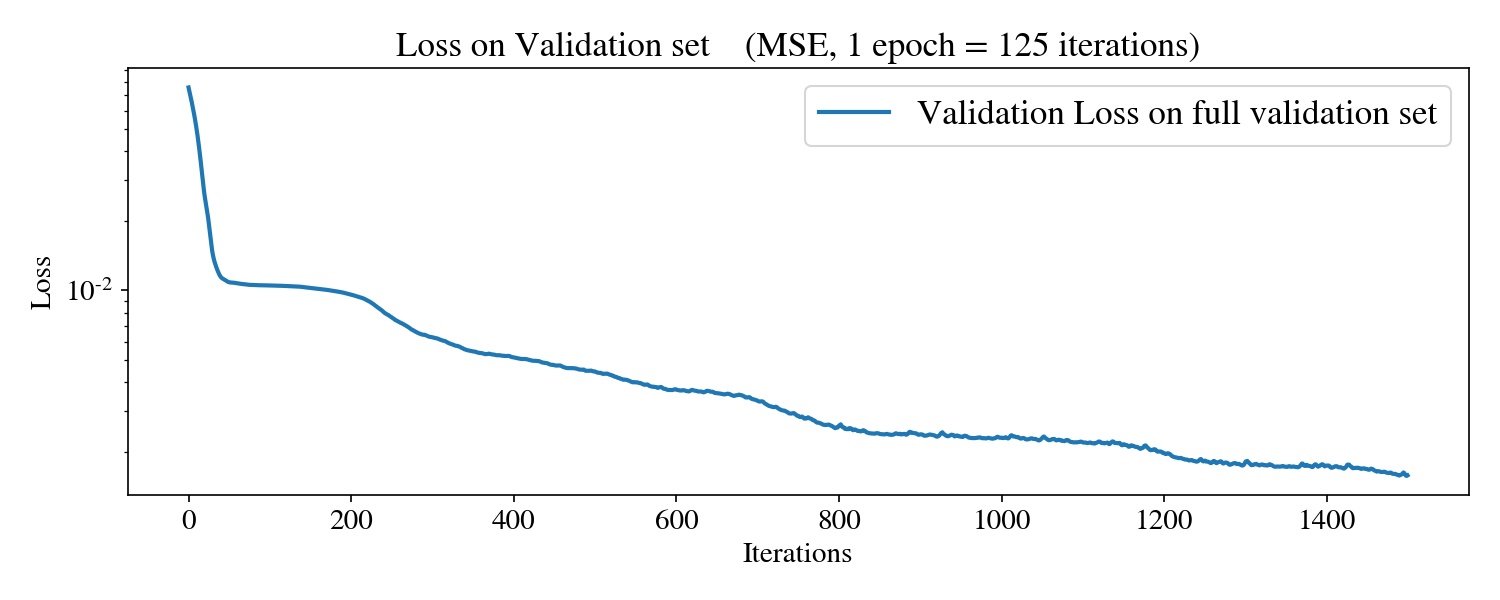 Loss on Validation set (MSE, 1 epoch = 125 iterations)
Validation Loss on full validation set
Loss
10-2
0 200 400 600 800 1000 1200 1400
Iterations